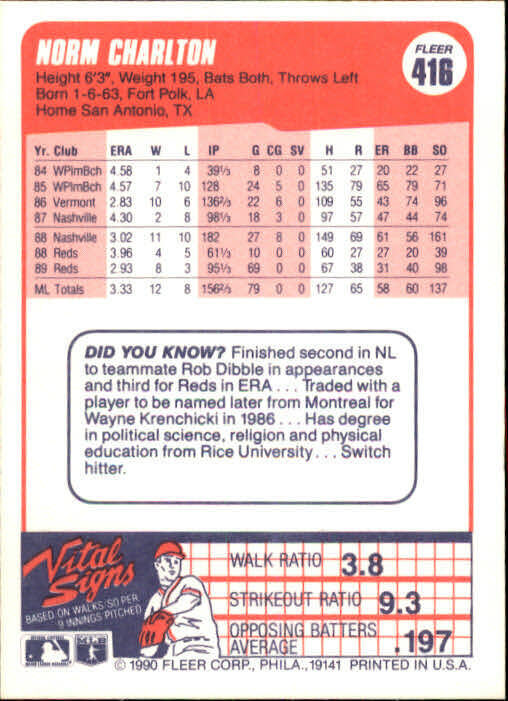 NORM CHARLTON
FLEER
416
Height 6'3", Weight 195, Bats Both, Throws Left
Born 1-6-63, Fort Polk, LA
Home San Antonio, TX
Yr. Club ERA W L IP G CG SV H R ER BB SO
84 WPlmBch 4.58 1 4 39⅓ 8 0 0 51 27 20 22 27
85 WPlmBch 4.57 7 10 128 24 5 0 135 79 65 79 71
86 Vermont 2.83 10 6 136⅔ 22 6 0 109 55 43 74 96
87 Nashville 4.30 2 8 98⅓ 18 3 0 97 57 47 44 74
88 Nashville 3.02 11 10 182 27 8 0 149 69 61 56 161
88 Reds 3.96 4 5 61⅓ 10 0 0 60 27 27 20 39
89 Reds 2.93 8 3 95⅓ 69 0 0 67 38 31 40 98
ML Totals 3.33 12 8 156⅔ 79 0 0 127 65 58 60 137
DID YOU KNOW? Finished second in NL
to teammate Rob Dibble in appearances
and third for Reds in ERA... Traded with a
player to be named later from Montreal for
Wayne Krenchicki in 1986... Has degree
in political science, religion and physical
education from Rice University... Switch
hitter.
Vital
Signs
BASED ON WALKS/SO PER
9 INNINGS PITCHED
WALK RATIO 3.8
STRIKEOUT RATIO 9.3
OPPOSING BATTERS
AVERAGE .197
© 1990 FLEER CORP., PHILA., 19141 PRINTED IN U.S.A.